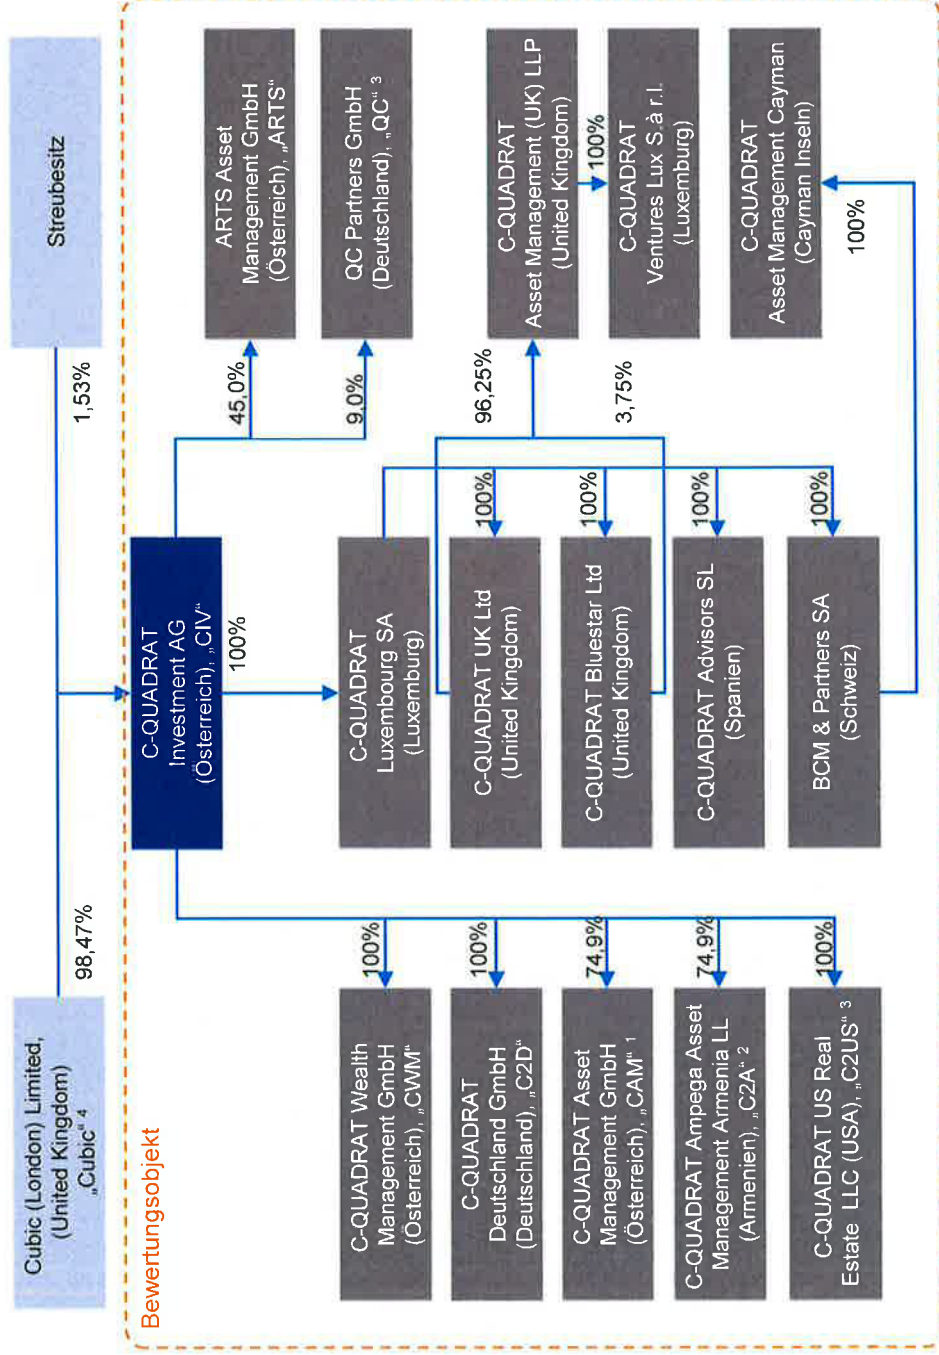 Cubic (London) Limited,
(United Kingdom)
„Cubic“ 4
Streubesitz
98,47%
1,53%
Bewertungsobjekt
C-QUADRAT
Investment AG
(Österreich), „CIV“
100%
45,0%
9,0%
ARTS Asset
Management GmbH
(Österreich), „ARTS“
QC Partners GmbH
(Deutschland), „QC“ 3
C-QUADRAT Wealth
Management GmbH
(Österreich), „CWM“
100%
C-QUADRAT
Deutschland GmbH
(Deutschland), „C2D“
100%
C-QUADRAT Asset
Management GmbH
(Österreich), „CAM“ 1
74,9%
C-QUADRAT Ampega Asset
Management Armenia LL
(Armenien), „C2A“ 2
74,9%
C-QUADRAT US Real
Estate LLC (USA), „C2US“ 3
100%
C-QUADRAT
Luxembourg SA
(Luxemburg)
C-QUADRAT UK Ltd
(United Kingdom)
100%
C-QUADRAT Bluestar Ltd
(United Kingdom)
100%
C-QUADRAT Advisors SL
(Spanien)
100%
BCM & Partners SA
(Schweiz)
100%
96,25%
3,75%
C-QUADRAT
Asset Management (UK) LLP
(United Kingdom)
100%
C-QUADRAT
Ventures Lux S.à r.l.
(Luxemburg)
C-QUADRAT
Asset Management Cayman
(Cayman Inseln)
100%